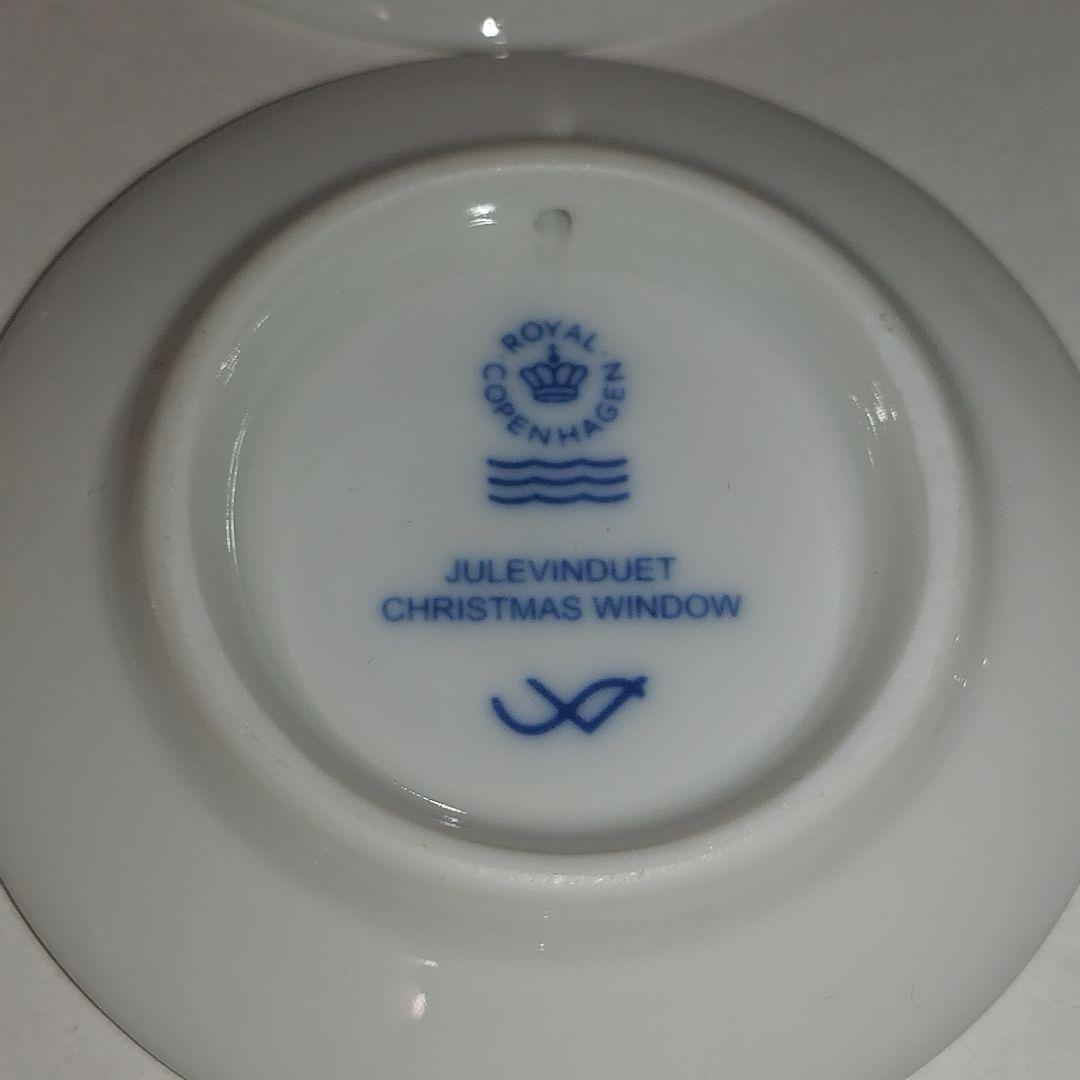 ROYAL
COPENHAGEN
JULEVINDUET
CHRISTMAS WINDOW